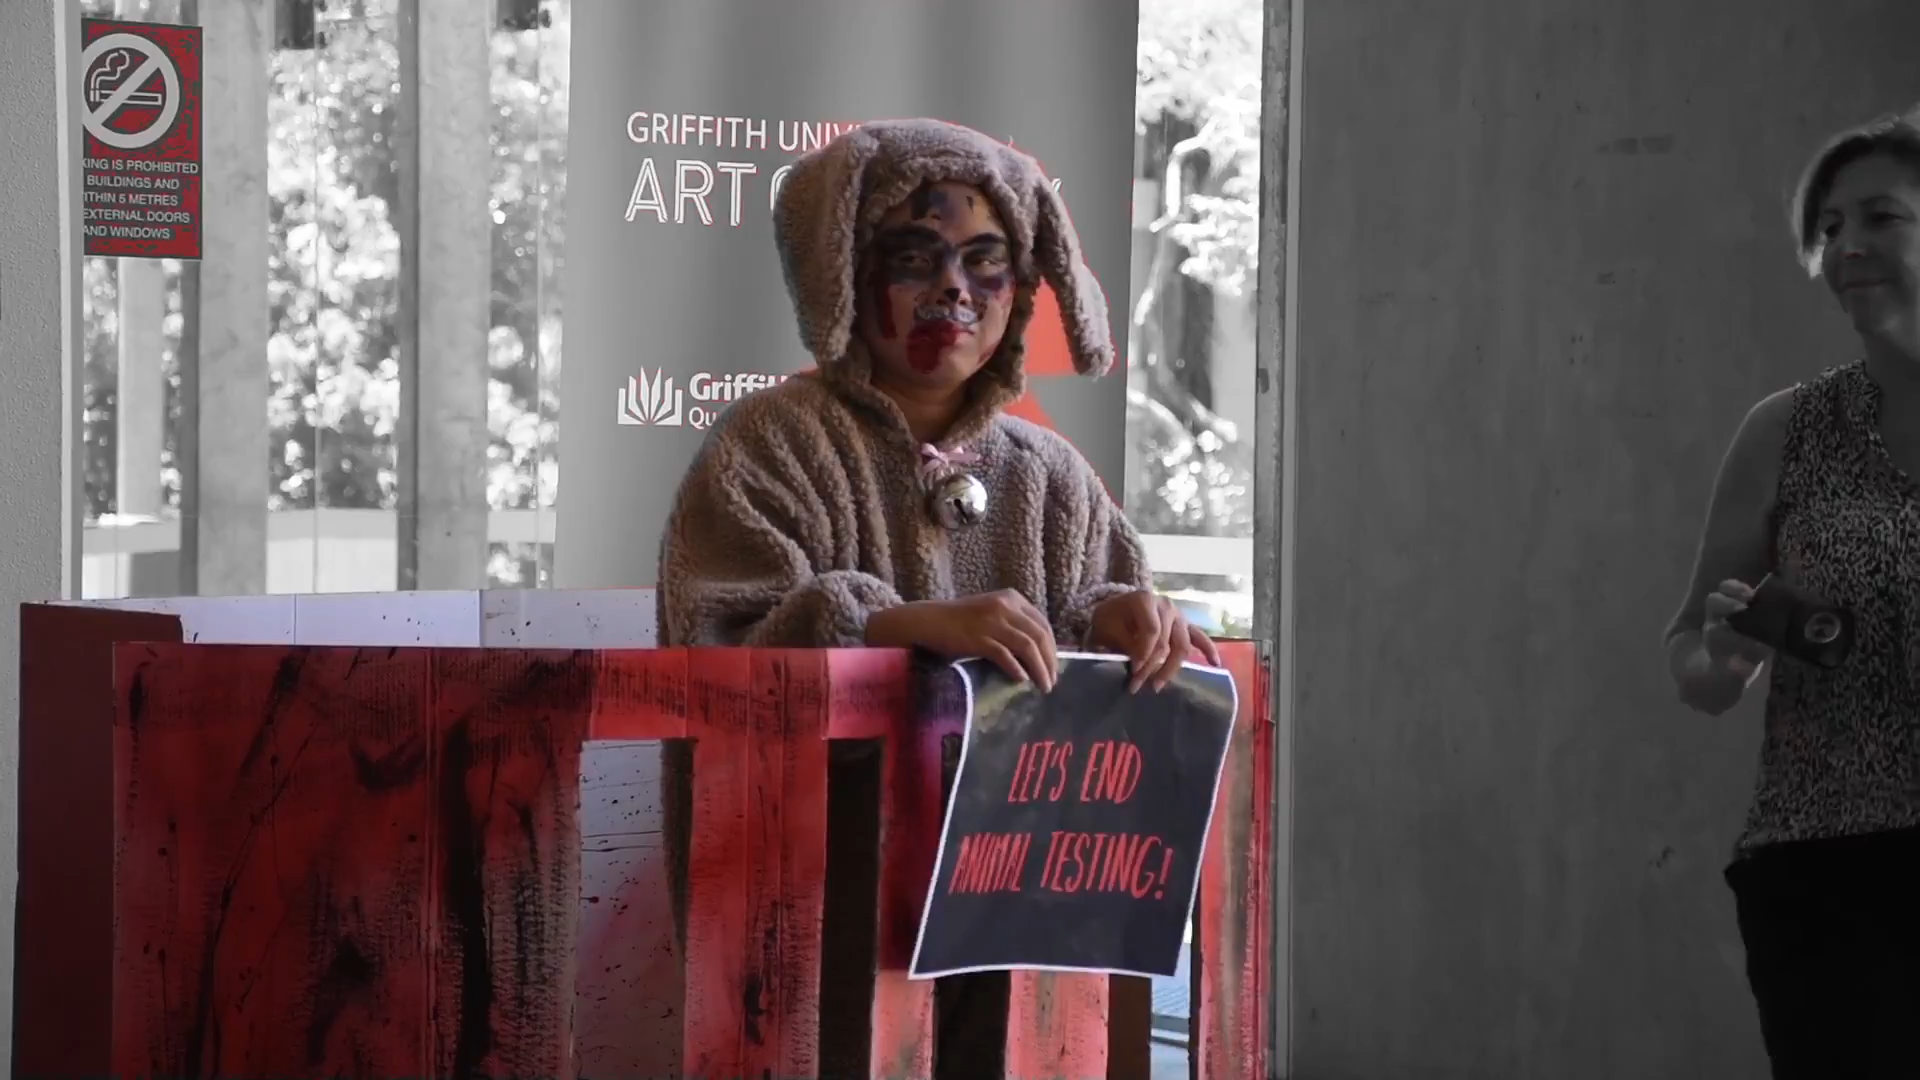 KING IS PROHIBITED
BUILDINGS AND
ITHIN 5 METRES
EXTERNAL DOORS
AND WINDOWS
GRIFFITH UNIV
ART
Griffit
Qu
LET'S END
ANIMAL TESTING!